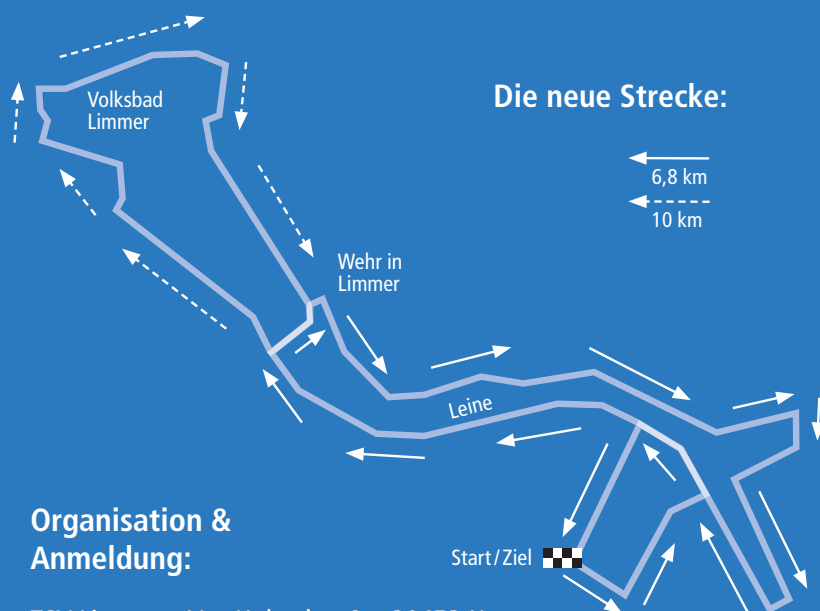 Volksbad
Limmer
Die neue Strecke:
6,8 km
10 km
Wehr in
Limmer
Leine
Organisation &
Anmeldung:
Start/Ziel